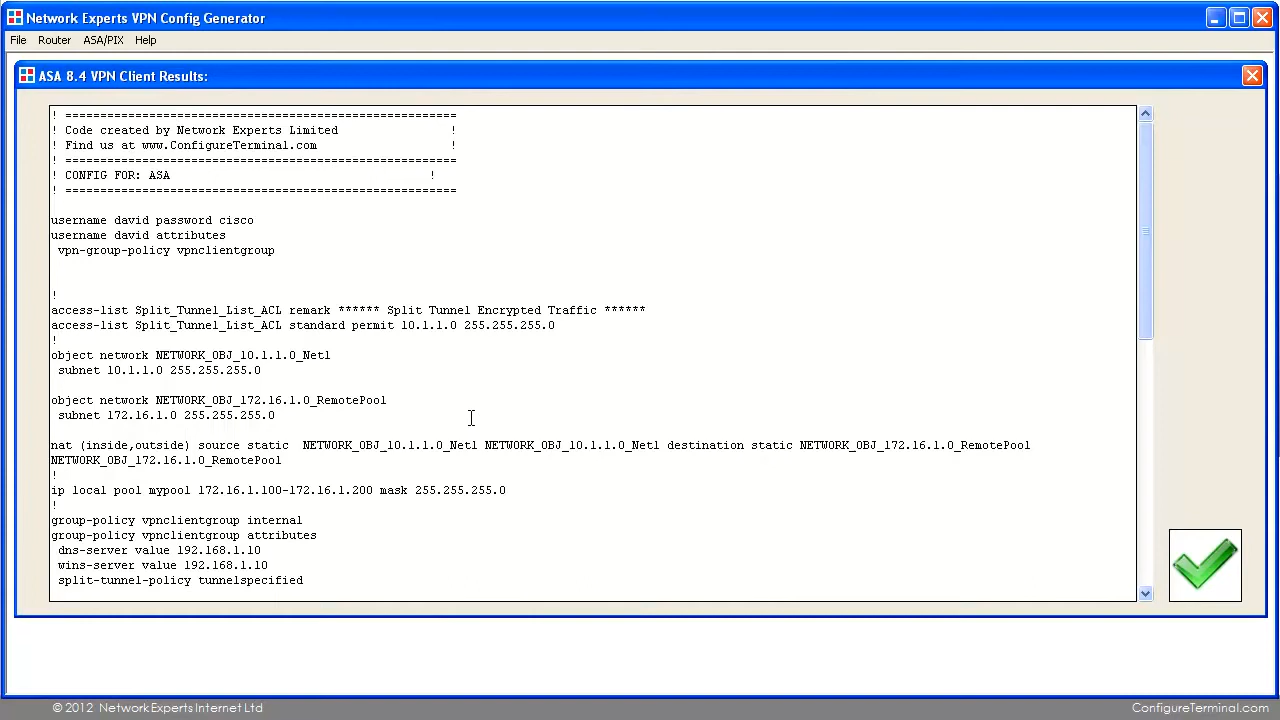 Network Experts VPN Config Generator
File Router ASA/PIX Help
ASA 8.4 VPN Client Results:
! ========================================================
! Code created by Network Experts Limited !
! Find us at www.ConfigureTerminal.com !
! ========================================================
! CONFIG FOR: ASA !
! ========================================================
username david password cisco
username david attributes
vpn-group-policy vpnclientgroup
!
access-list Split_Tunnel_List_ACL remark ****** Split Tunnel Encrypted Traffic ******
access-list Split_Tunnel_List_ACL standard permit 10.1.1.0 255.255.255.0
!
object network NETWORK_OBJ_10.1.1.0_Net1
subnet 10.1.1.0 255.255.255.0
object network NETWORK_OBJ_172.16.1.0_RemotePool
subnet 172.16.1.0 255.255.255.0
nat (inside,outside) source static NETWORK_OBJ_10.1.1.0_Net1 NETWORK_OBJ_10.1.1.0_Net1 destination static NETWORK_OBJ_172.16.1.0_RemotePool
NETWORK_OBJ_172.16.1.0_RemotePool
!
ip local pool mypool 172.16.1.100-172.16.1.200 mask 255.255.255.0
!
group-policy vpnclientgroup internal
group-policy vpnclientgroup attributes
dns-server value 192.168.1.10
wins-server value 192.168.1.10
split-tunnel-policy tunnelspecified
© 2012 NetworkExperts Internet Ltd
ConfigureTerminal.com